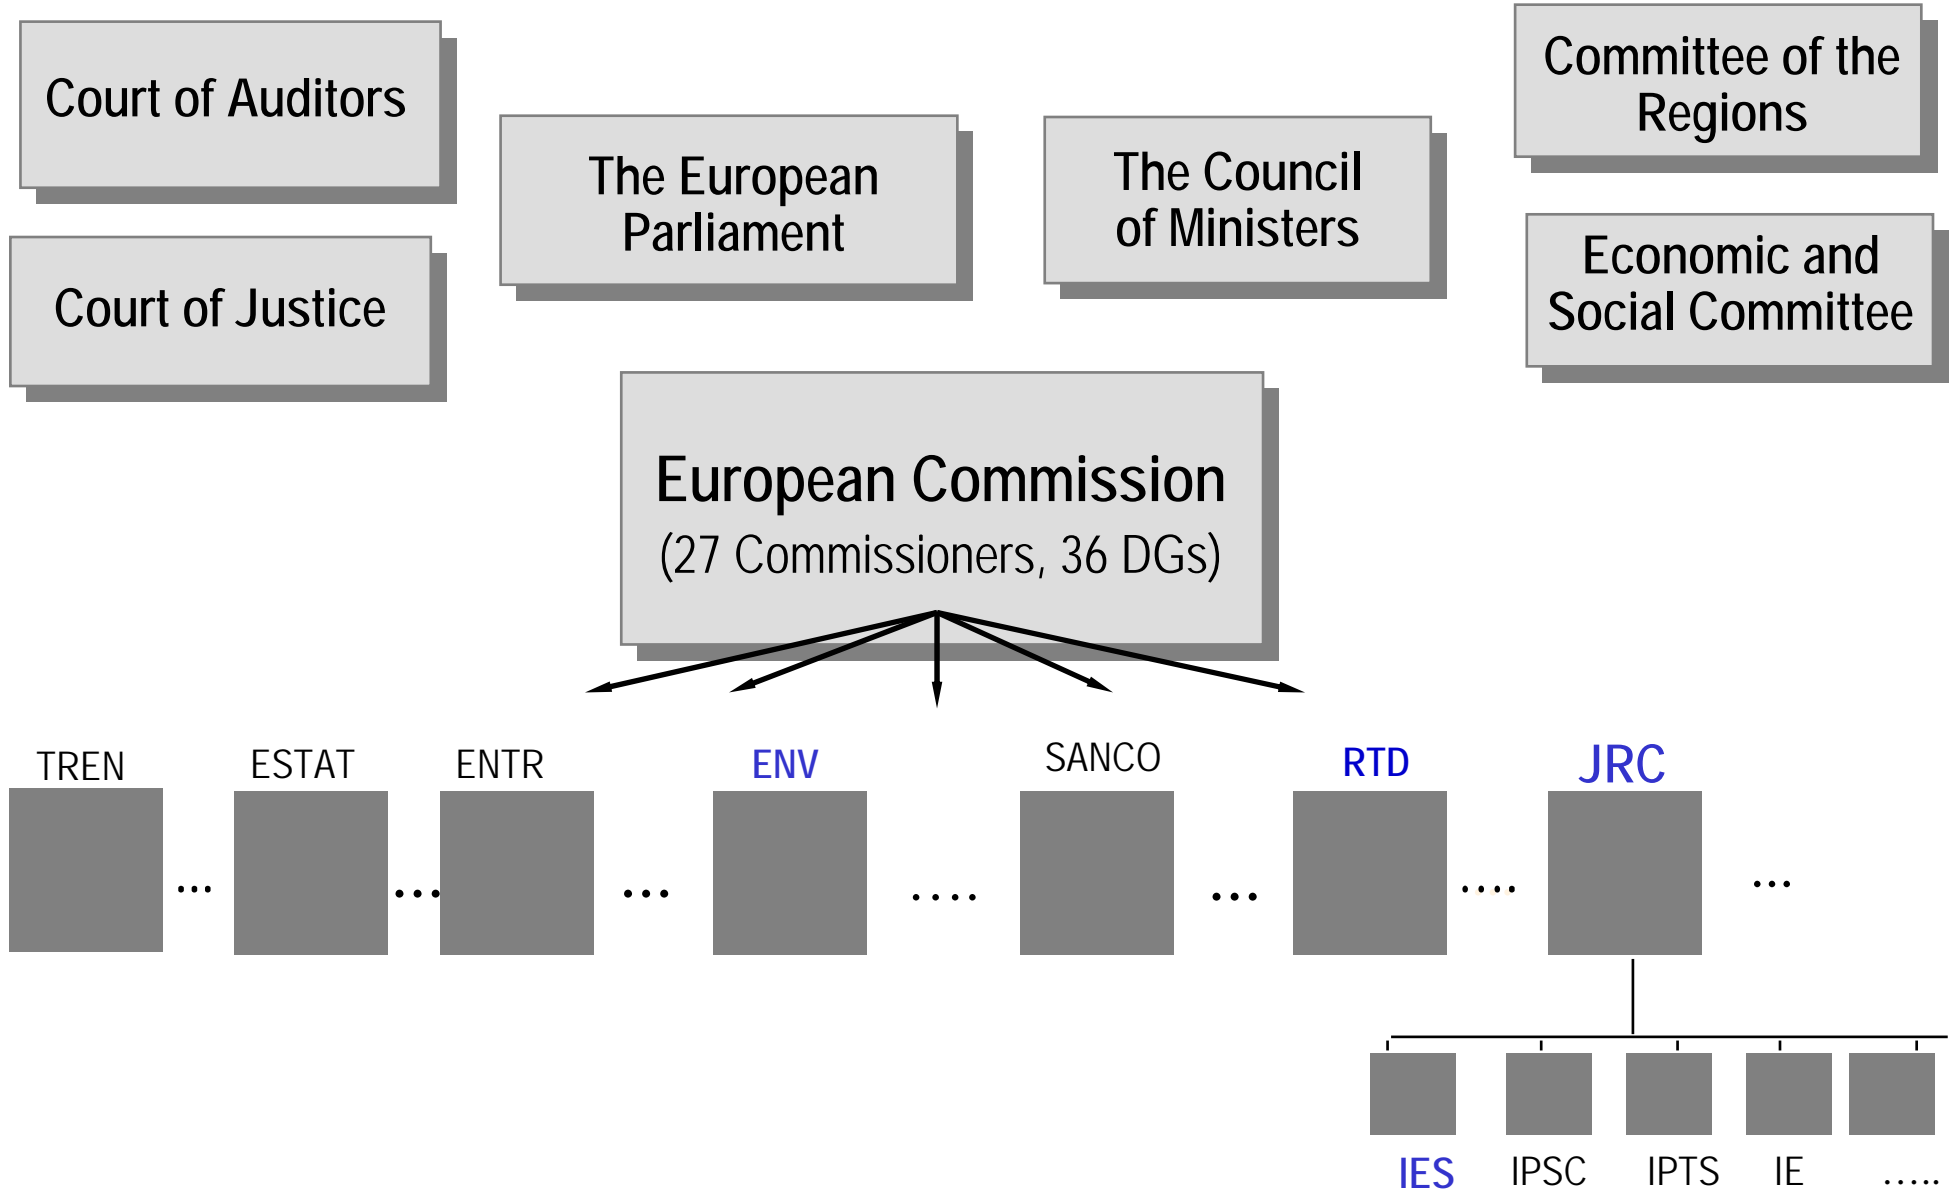 Court of Auditors
The European
Parliament
The Council
of Ministers
Committee of the
Regions
Court of Justice
Economic and
Social Committee
European Commission
(27 Commissioners, 36 DGs)
TREN
ESTAT
ENTR
ENV
SANCO
RTD
JRC
...
...
...
....
...
....
...
IES
IPSC
IPTS
IE
.....